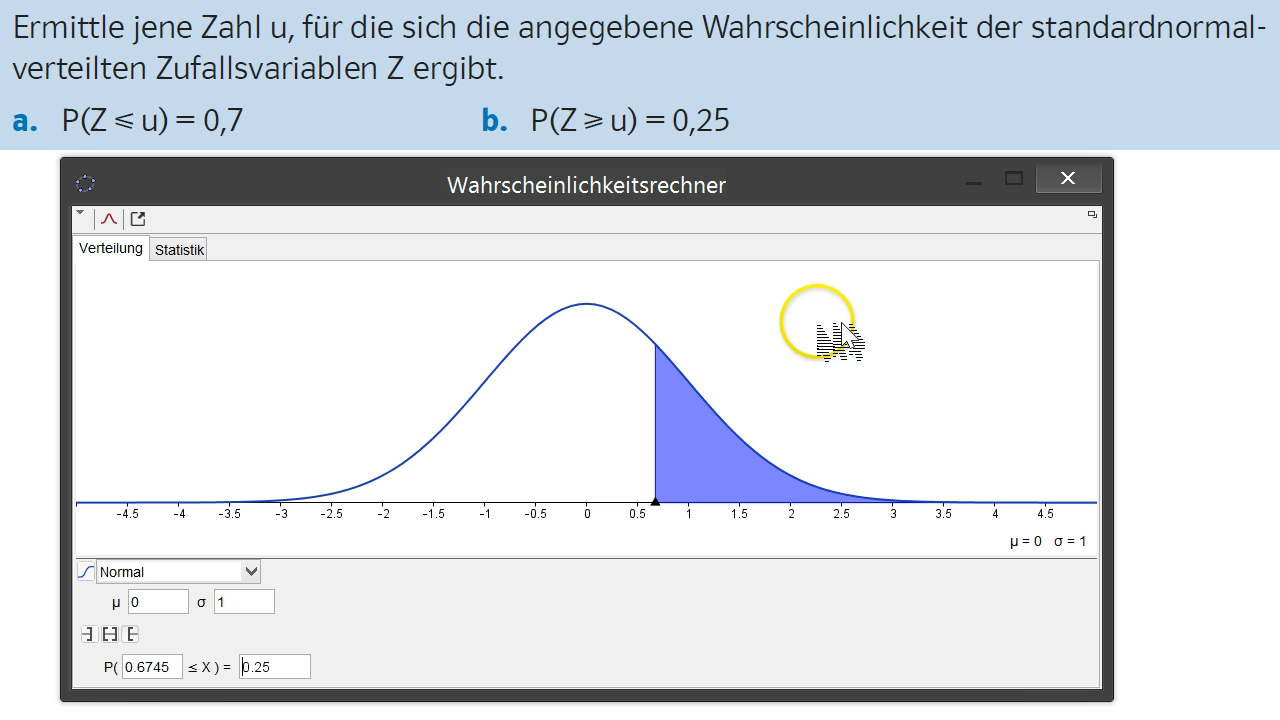 Ermittle jene Zahl u, für die sich die angegebene Wahrscheinlichkeit der standardnormal-
verteilten Zufallsvariablen Z ergibt.
a. P(Z ≤ u) = 0,7 b. P(Z ≥ u) = 0,25
Wahrscheinlichkeitsrechner
Verteilung Statistik
-4.5 -4 -3.5 -3 -2.5 -2 -1.5 -1 -0.5 0 0.5 1 1.5 2 2.5 3 3.5 4 4.5
μ = 0 σ = 1
Normal
μ 0 σ 1
P( 0.6745 ≤ X ) = 0.25